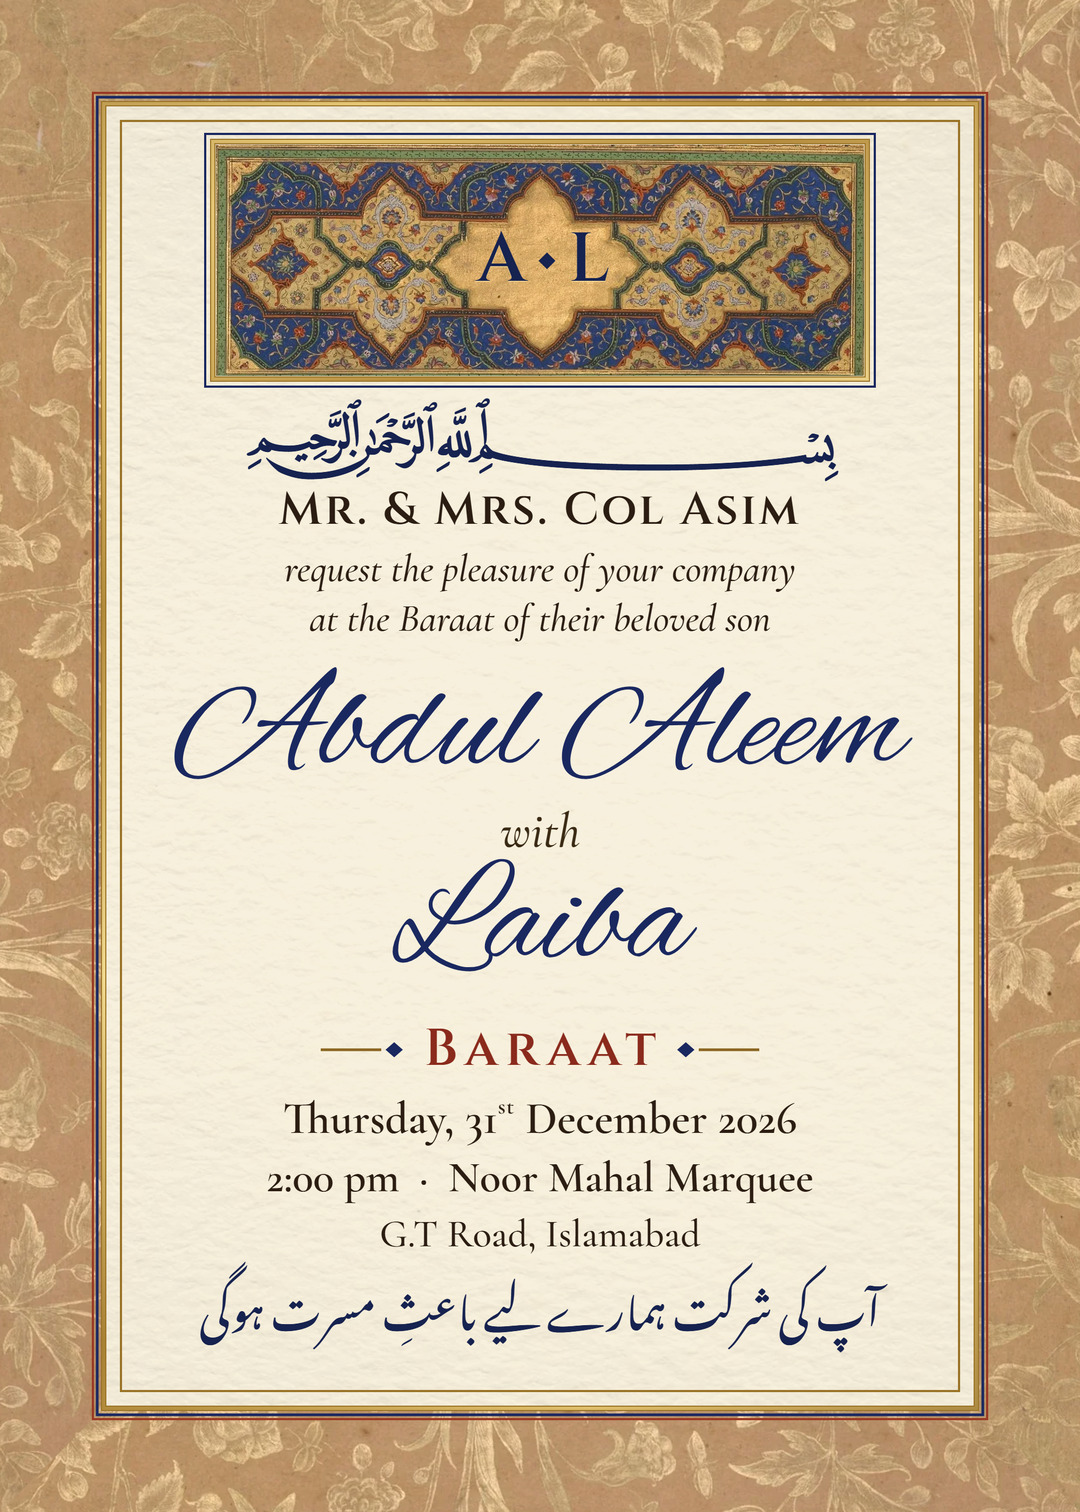 A ◆ L
بِسْمِ ٱللَّهِ ٱلرَّحْمَٰنِ ٱلرَّحِيمِ
MR. & MRS. COL ASIM
request the pleasure of your company
at the Baraat of their beloved son
Abdul Aleem
with
Laiba
BARAAT
Thursday, 31st December 2026
2:00 pm · Noor Mahal Marquee
G.T Road, Islamabad
آپ کی شرکت ہمارے لیے باعثِ مسرت ہوگی